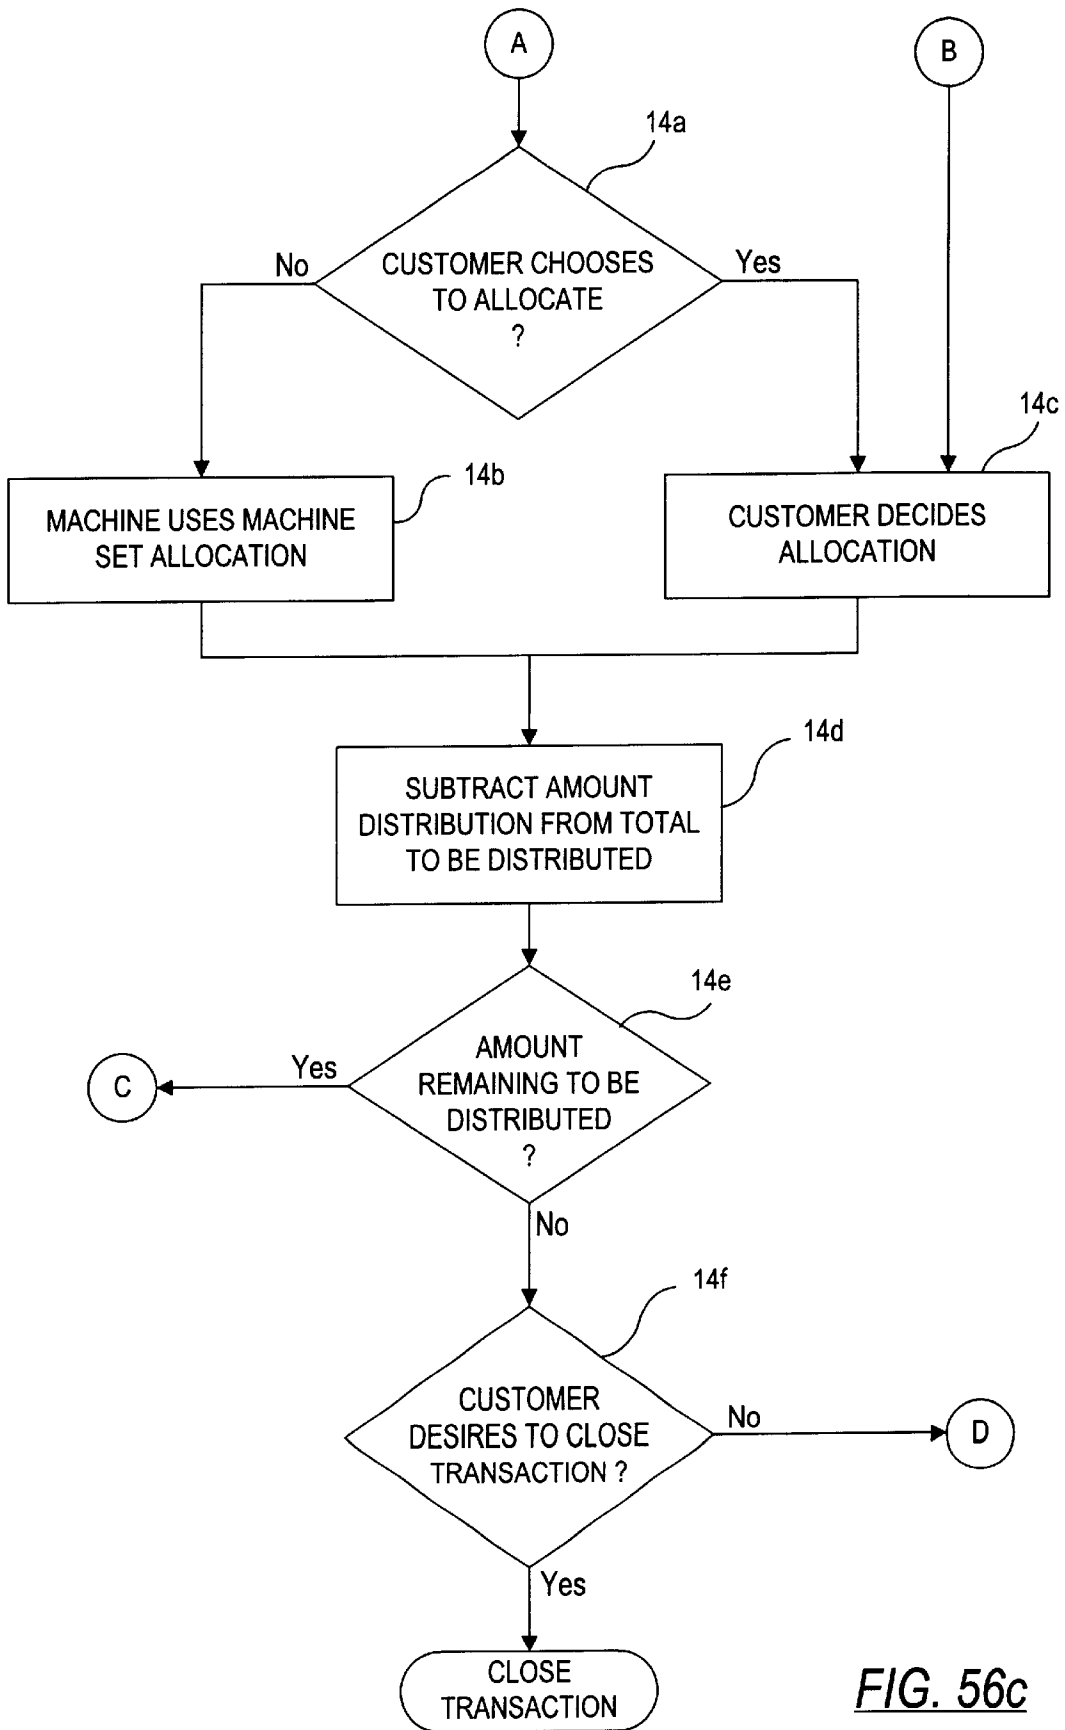 A
B
14a
No
CUSTOMER CHOOSES
TO ALLOCATE
?
Yes
14c
14b
MACHINE USES MACHINE
SET ALLOCATION
CUSTOMER DECIDES
ALLOCATION
14d
SUBTRACT AMOUNT
DISTRIBUTION FROM TOTAL
TO BE DISTRIBUTED
14e
Yes
C
AMOUNT
REMAINING TO BE
DISTRIBUTED
?
No
14f
CUSTOMER
DESIRES TO CLOSE
TRANSACTION ?
No
D
Yes
CLOSE
TRANSACTION
FIG. 56c